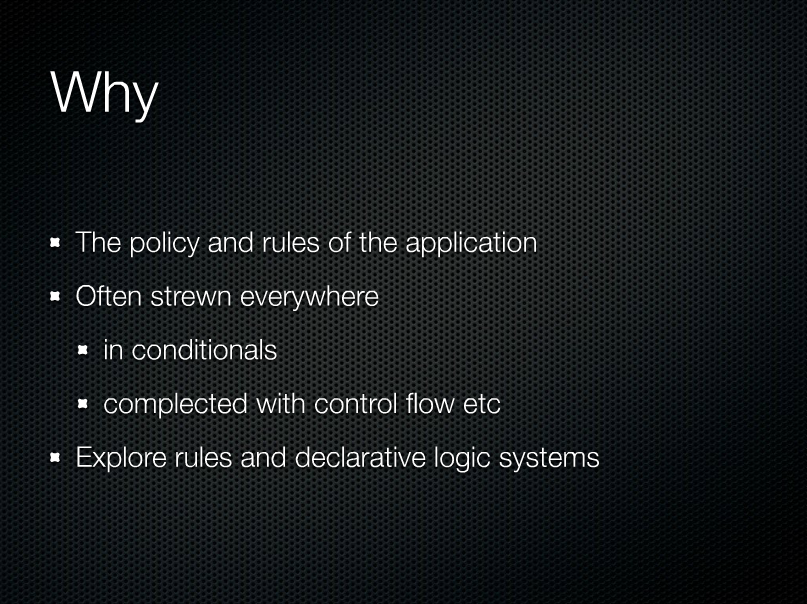 Why
The policy and rules of the application
Often strewn everywhere
in conditionals
complected with control flow etc
Explore rules and declarative logic systems